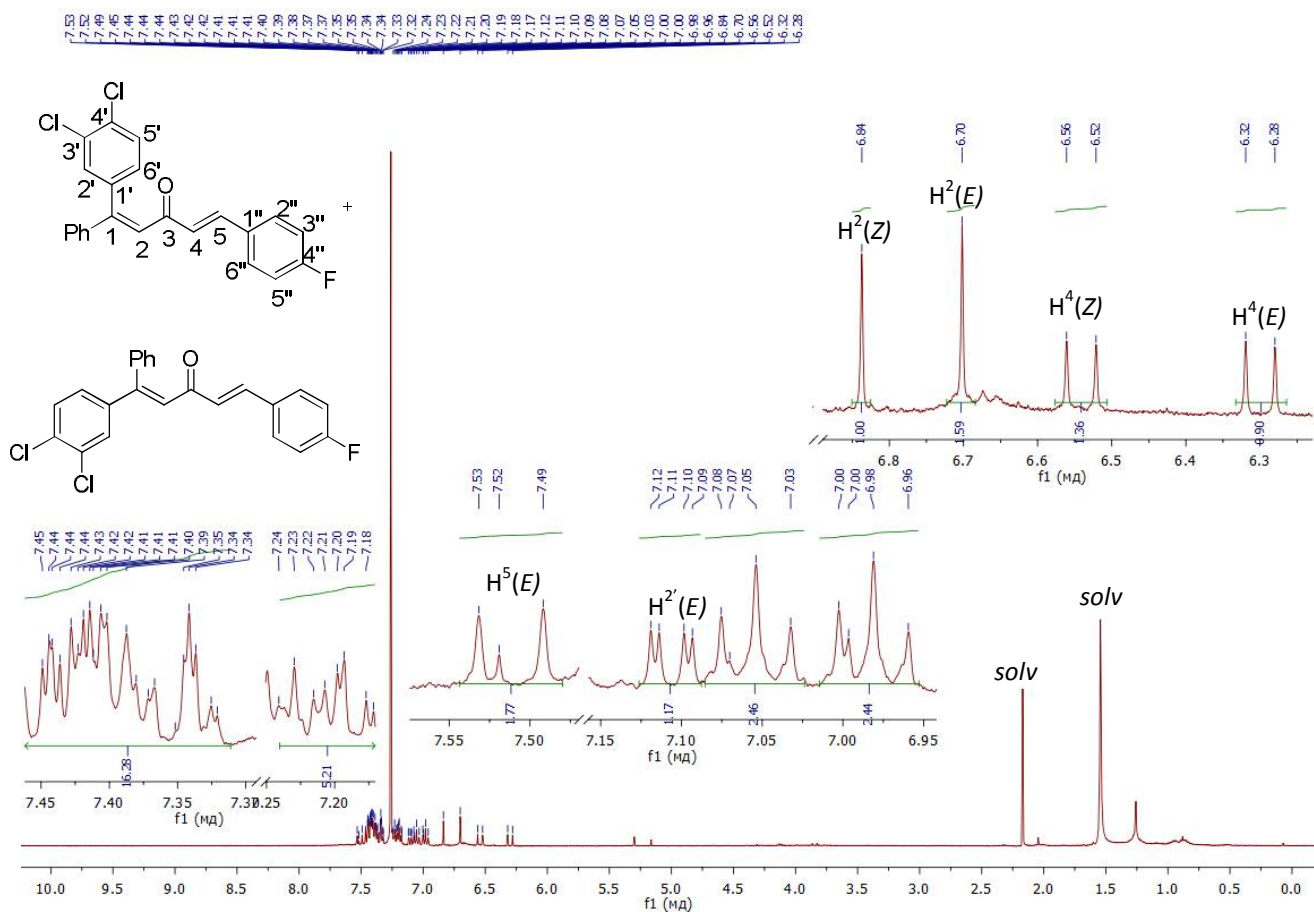 7.53 7.52 7.49 7.45 7.44 7.44 7.44 7.43 7.42 7.42 7.41 7.41 7.41 7.40 7.39 7.38 7.37 7.37 7.35 7.35 7.34 7.34 7.33 7.32 7.24 7.23 7.22 7.21 7.20 7.19 7.18 7.17 7.12 7.11 7.10 7.09 7.08 7.07 7.05 7.03 7.00 7.00 6.98 6.96 6.84 6.70 6.56 6.52 6.32 6.28
Cl
Cl 4' 5'
3' 6'
2' 1' O
Ph 1 2 3 4 5 1" 2" 3" +
6" 4" F
5"
Ph O
Cl F
Cl
6.84 6.70 6.56 6.52 6.32 6.28
H2(Z) H2(E) H4(Z) H4(E)
1.00 1.59 1.36 0.90
6.8 6.7 6.6 6.5 6.4 6.3
f1 (мд)
7.53 7.52 7.49 7.12 7.11 7.10 7.09 7.08 7.07 7.05 7.03 7.00 7.00 6.98 6.96
H5(E) H2'(E)
1.77 1.17 2.46 2.44
7.55 7.50 7.15 7.10 7.05 7.00 6.95
f1 (мд)
7.45 7.44 7.44 7.44 7.43 7.42 7.42 7.41 7.41 7.41 7.40 7.39 7.35 7.34 7.34 7.24 7.23 7.22 7.21 7.20 7.19 7.18
16.28 5.21
7.45 7.40 7.35 7.30 7.25 7.20
f1 (мд)
solv solv
10.0 9.5 9.0 8.5 8.0 7.5 7.0 6.5 6.0 5.5 5.0 4.5 4.0 3.5 3.0 2.5 2.0 1.5 1.0 0.5 0.0
f1 (мд)